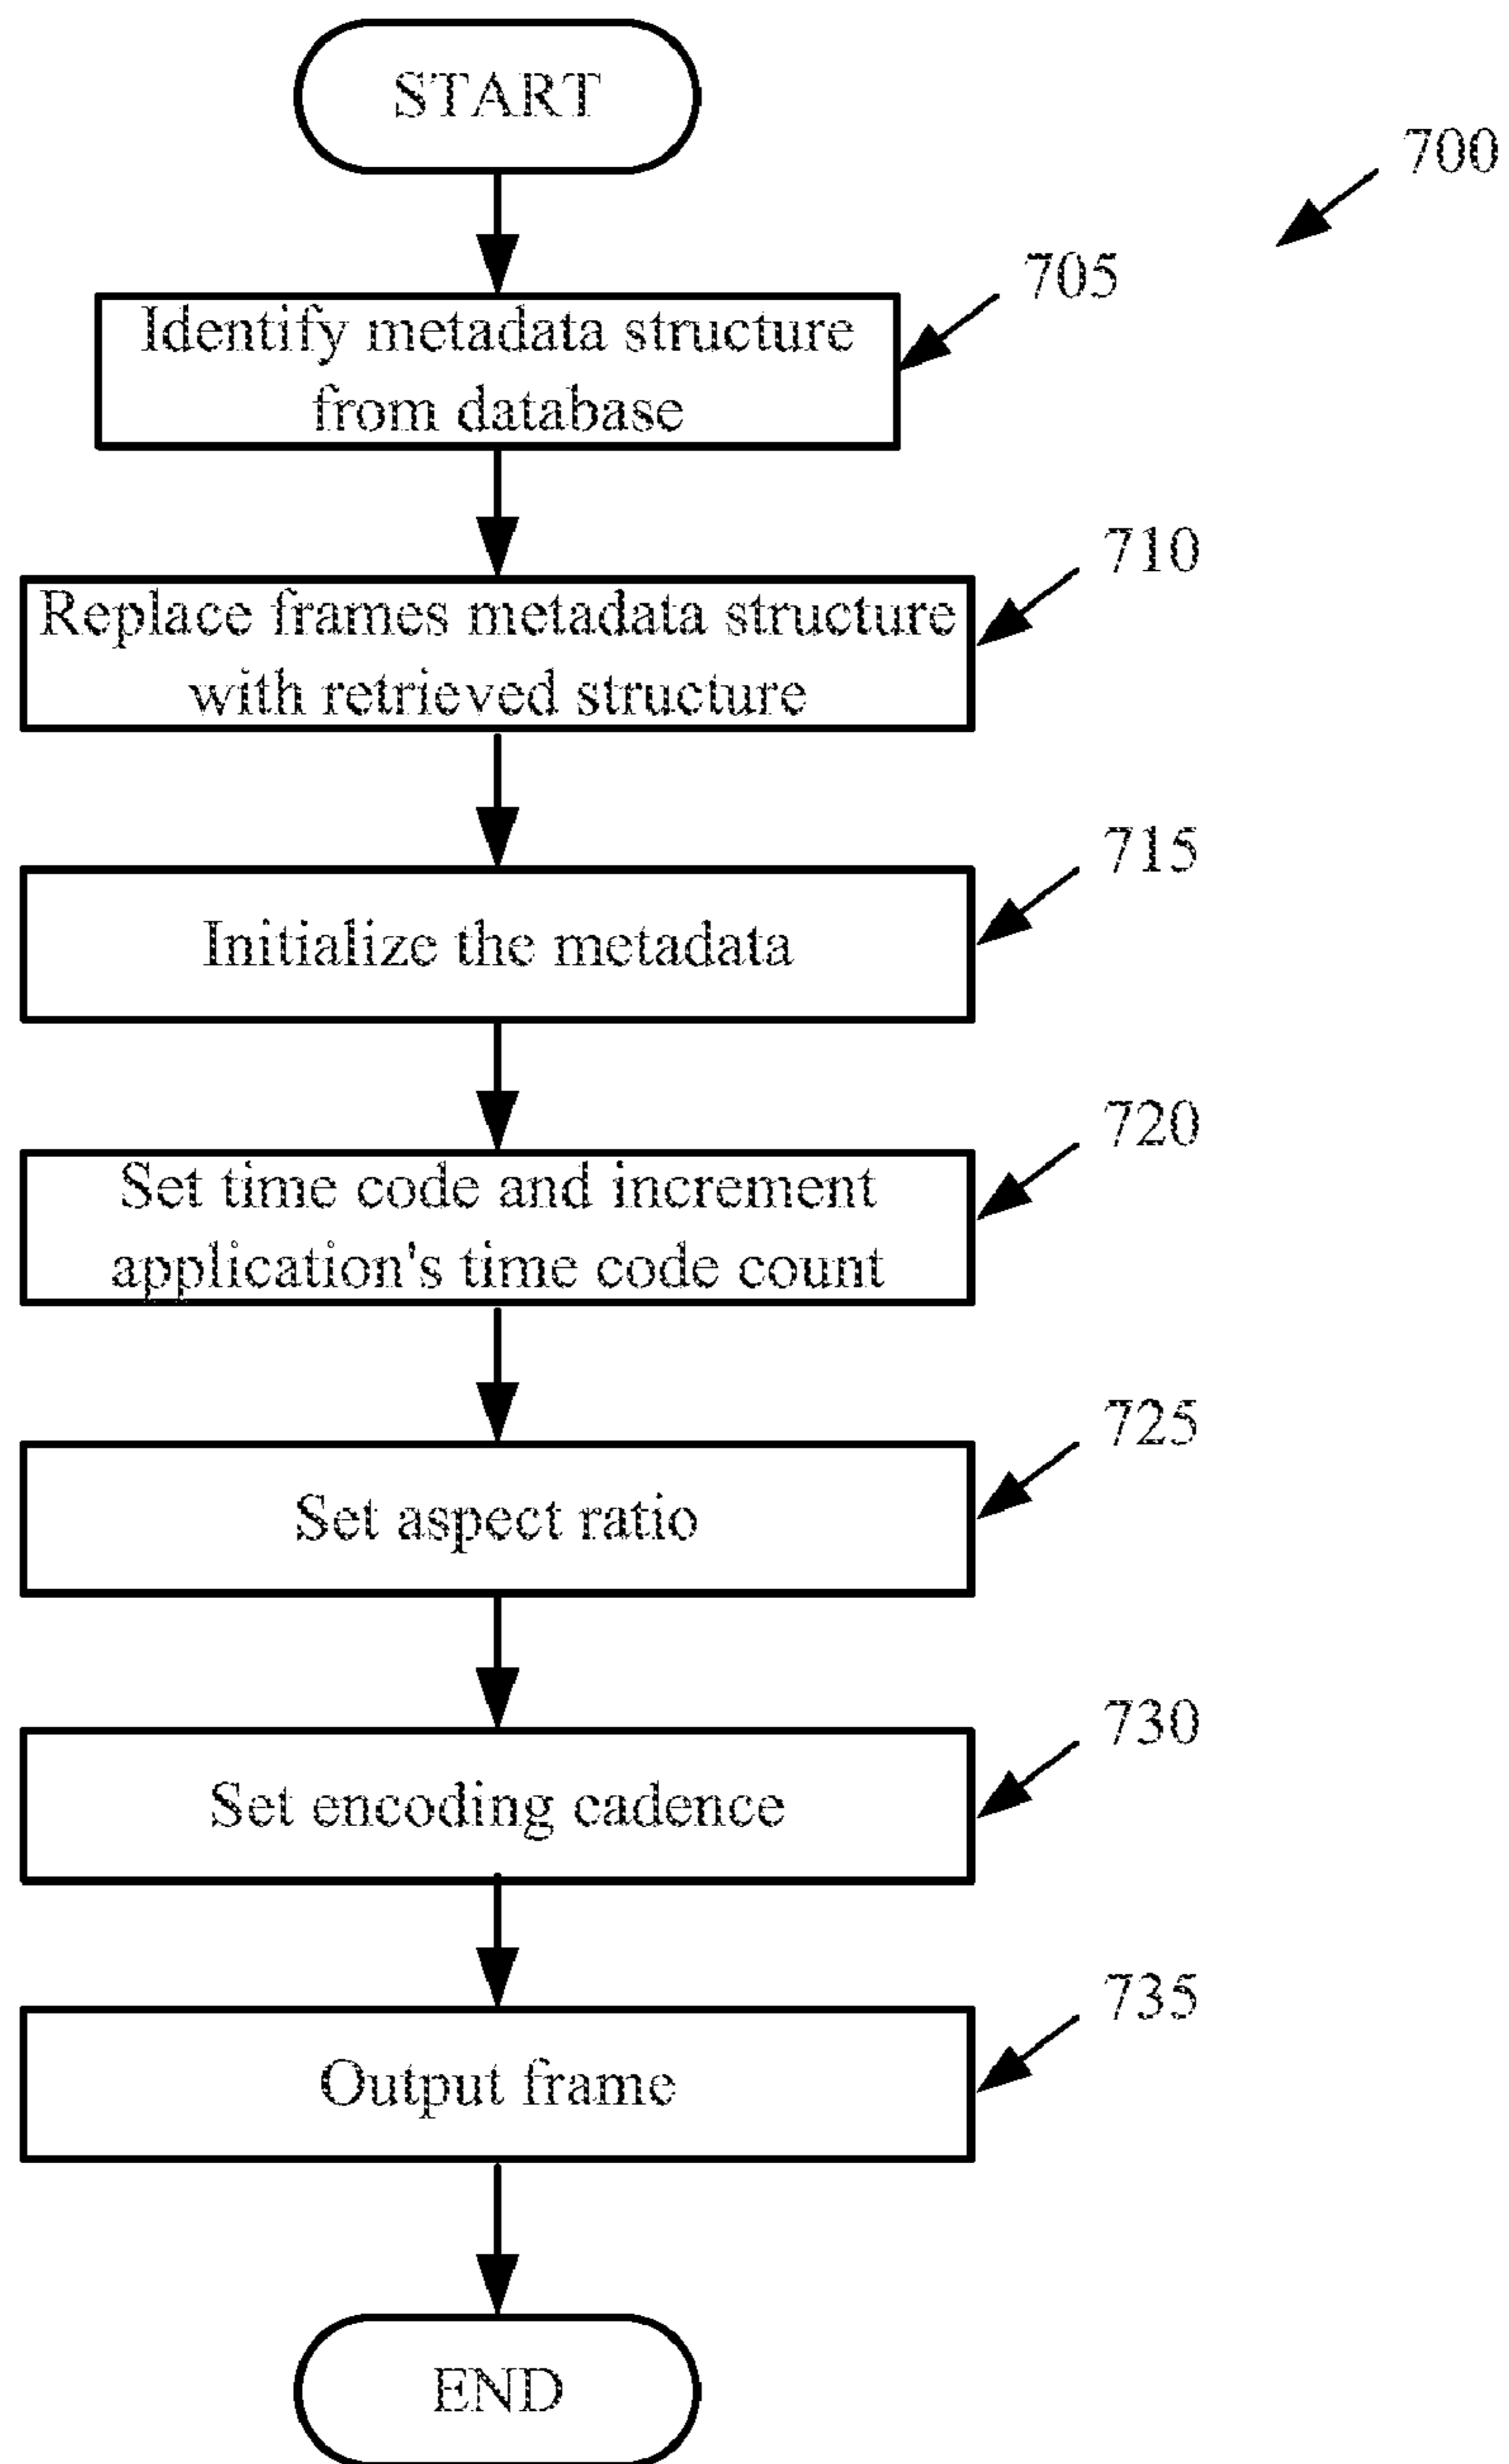 START
700
705
Identify metadata structure
from database
710
Replace frames metadata structure
with retrieved structure
715
Initialize the metadata
720
Set time code and increment
application's time code count
725
Set aspect ratio
730
Set encoding cadence
735
Output frame
END